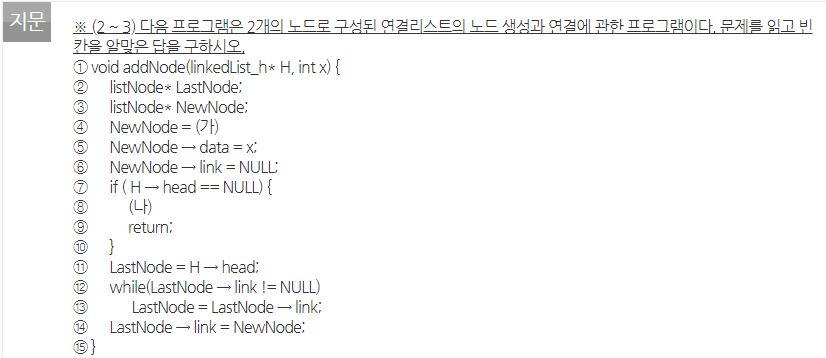 지문
※ (2 ~ 3) 다음 프로그램은 2개의 노드로 구성된 연결리스트의 노드 생성과 연결에 관한 프로그램이다. 문제를 읽고 빈
칸을 알맞은 답을 구하시오.
① void addNode(linkedList_h* H, int x) {
② listNode* LastNode;
③ listNode* NewNode;
④ NewNode = (가)
⑤ NewNode → data = x;
⑥ NewNode → link = NULL;
⑦ if ( H → head == NULL) {
⑧ (나)
⑨ return;
⑩ }
⑪ LastNode = H → head;
⑫ while(LastNode → link != NULL)
⑬ LastNode = LastNode → link;
⑭ LastNode → link = NewNode;
⑮ }